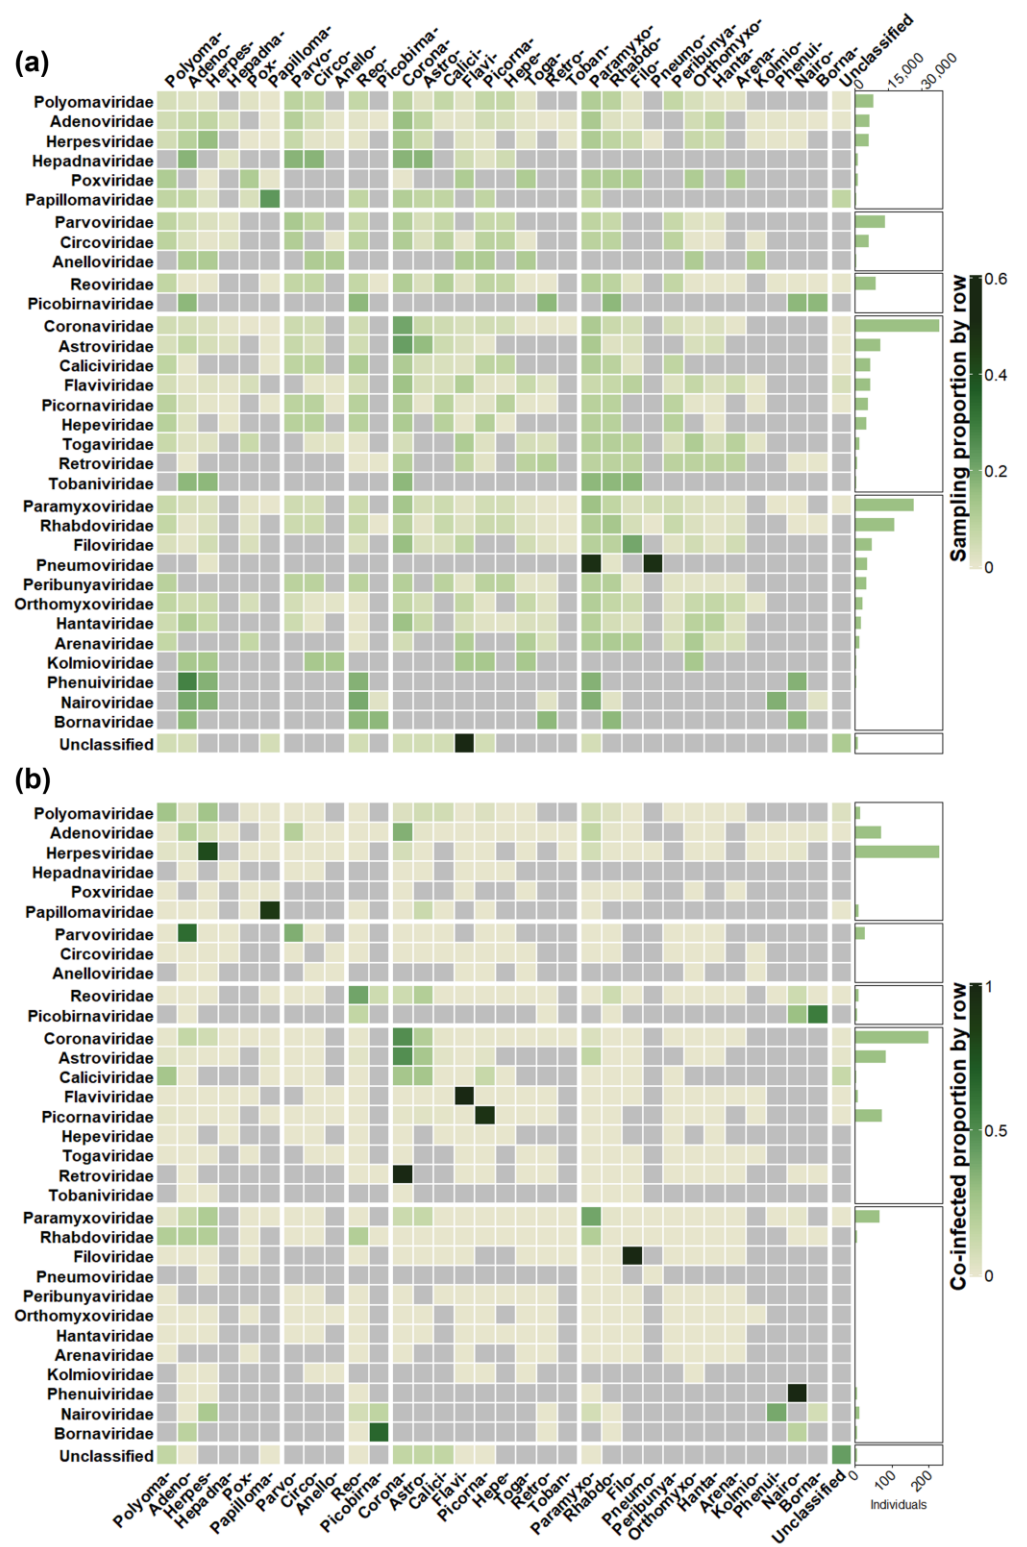 (a)
Polyoma-
Adeno-
Herpes-
Hepadna-
Pox-
Papilloma-
Parvo-
Circo-
Anello-
Reo-
Picobirna-
Corona-
Astro-
Calici-
Flavi-
Picorna-
Hepe-
Toga-
Retro-
Toban-
Paramyxo-
Rhabdo-
Filo-
Pneumo-
Peribunya-
Orthomyxo-
Hanta-
Arena-
Kolmio-
Phenui-
Nairo-
Borna-
Unclassified
0
15,000
30,000
Polyomaviridae
Adenoviridae
Herpesviridae
Hepadnaviridae
Poxviridae
Papillomaviridae
Parvoviridae
Circoviridae
Anelloviridae
Reoviridae
Picobirnaviridae
Coronaviridae
Astroviridae
Caliciviridae
Flaviviridae
Picornaviridae
Hepeviridae
Togaviridae
Retroviridae
Tobaniviridae
Paramyxoviridae
Rhabdoviridae
Filoviridae
Pneumoviridae
Peribunyaviridae
Orthomyxoviridae
Hantaviridae
Arenaviridae
Kolmioviridae
Phenuiviridae
Nairoviridae
Bornaviridae
Unclassified
Sampling proportion by row
0.6
0.4
0.2
0
(b)
Polyomaviridae
Adenoviridae
Herpesviridae
Hepadnaviridae
Poxviridae
Papillomaviridae
Parvoviridae
Circoviridae
Anelloviridae
Reoviridae
Picobirnaviridae
Coronaviridae
Astroviridae
Caliciviridae
Flaviviridae
Picornaviridae
Hepeviridae
Togaviridae
Retroviridae
Tobaniviridae
Paramyxoviridae
Rhabdoviridae
Filoviridae
Pneumoviridae
Peribunyaviridae
Orthomyxoviridae
Hantaviridae
Arenaviridae
Kolmioviridae
Phenuiviridae
Nairoviridae
Bornaviridae
Unclassified
Co-infected proportion by row
1
0.5
0
Polyoma-
Adeno-
Herpes-
Hepadna-
Pox-
Papilloma-
Parvo-
Circo-
Anello-
Reo-
Picobirna-
Corona-
Astro-
Calici-
Flavi-
Picorna-
Hepe-
Toga-
Retro-
Toban-
Paramyxo-
Rhabdo-
Filo-
Pneumo-
Peribunya-
Orthomyxo-
Hanta-
Arena-
Kolmio-
Phenui-
Nairo-
Borna-
Unclassified
0
100
200
Individuals